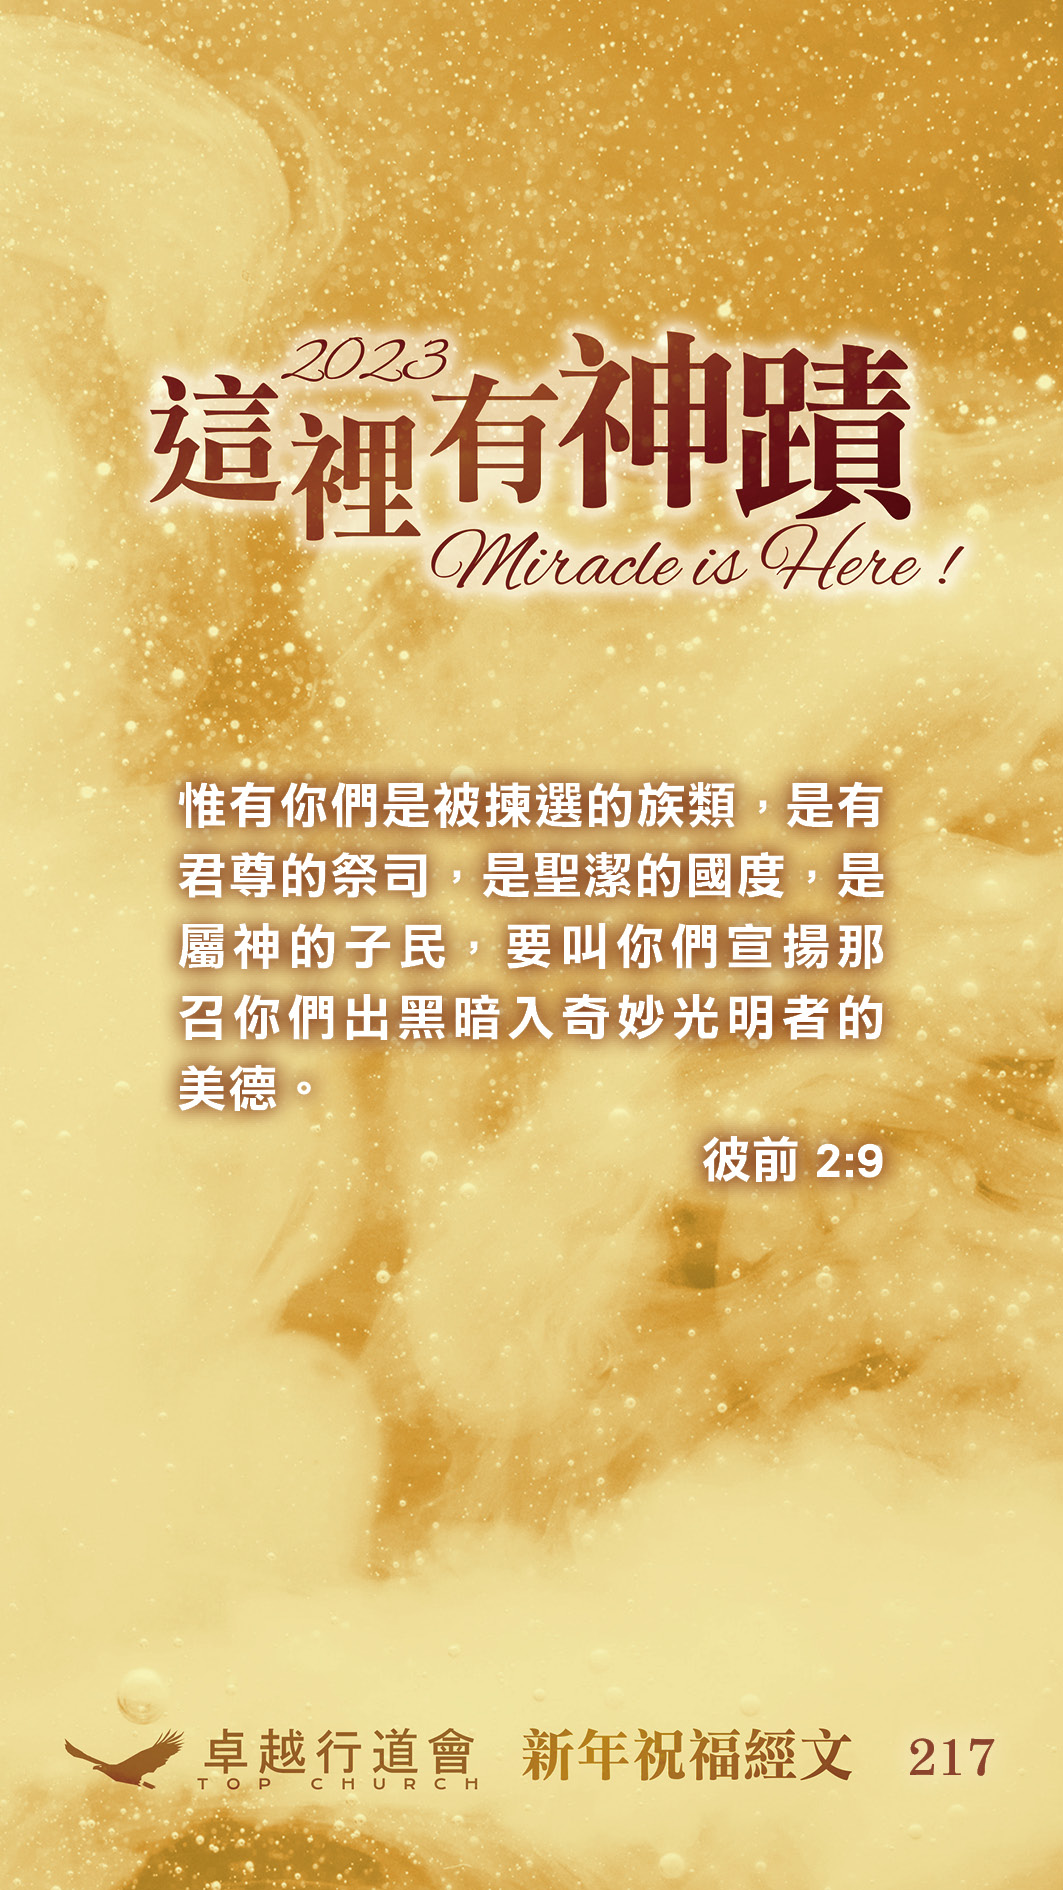 2023
這裡有神蹟
Miracle is Here !
惟有你們是被揀選的族類，是有
君尊的祭司，是聖潔的國度，是
屬神的子民，要叫你們宣揚那
召你們出黑暗入奇妙光明者的
美德。
彼前 2:9
卓越行道會
TOP CHURCH
新年祝福經文 217